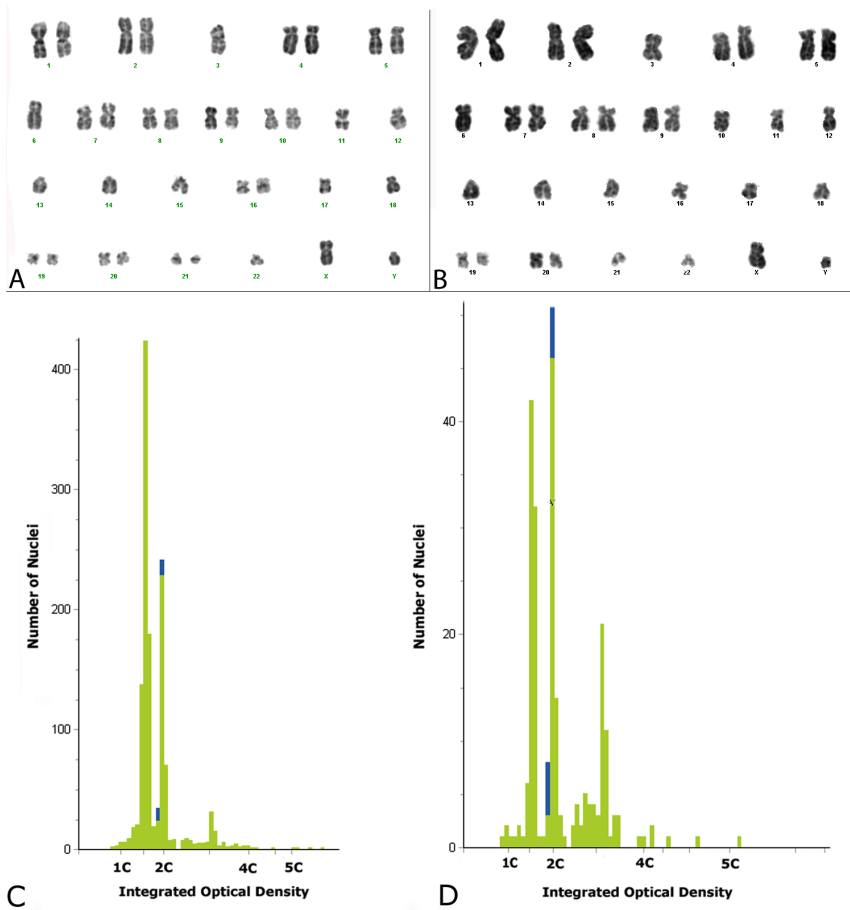 1 2 3 4 5
6 7 8 9 10 11 12
13 14 15 16 17 18
19 20 21 22 X Y
A
1 2 3 4 5
6 7 8 9 10 11 12
13 14 15 16 17 18
19 20 21 22 X Y
B
400
300
200
100
0
Number of Nuclei
1C 2C 4C 5C
Integrated Optical Density
C
40
20
0
Number of Nuclei
1C 2C 4C 5C
Integrated Optical Density
D